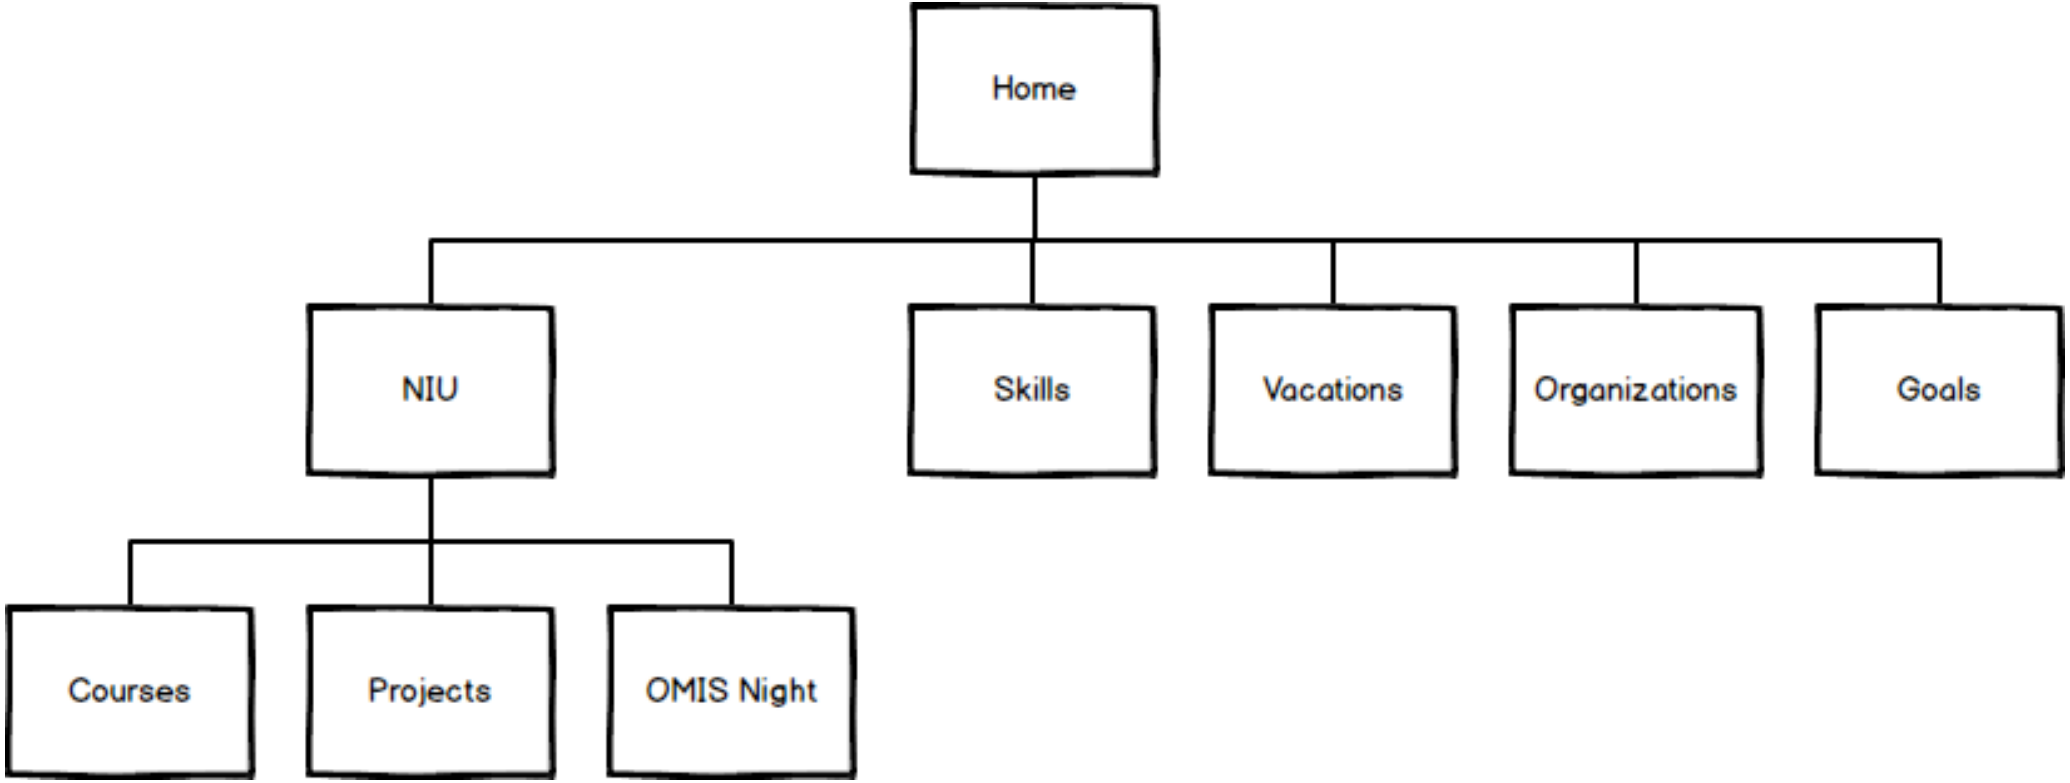 Home
NIU
Skills
Vacations
Organizations
Goals
Courses
Projects
OMIS Night